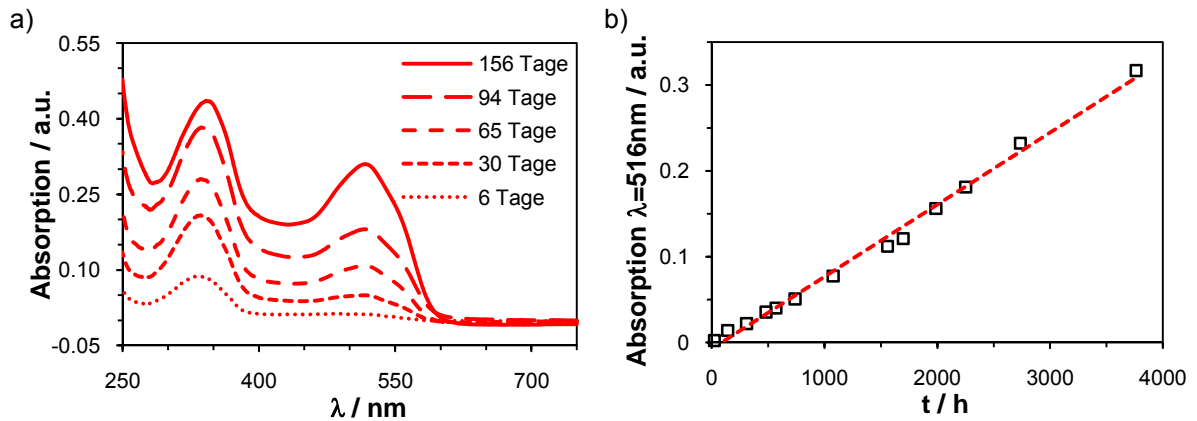 a)
0.55
0.40
0.25
0.10
-0.05
Absorption / a.u.
156 Tage
94 Tage
65 Tage
30 Tage
6 Tage
250
400
550
700
λ / nm
b)
0.3
0.2
0.1
0
Absorption λ=516nm / a.u.
0
1000
2000
3000
4000
t / h